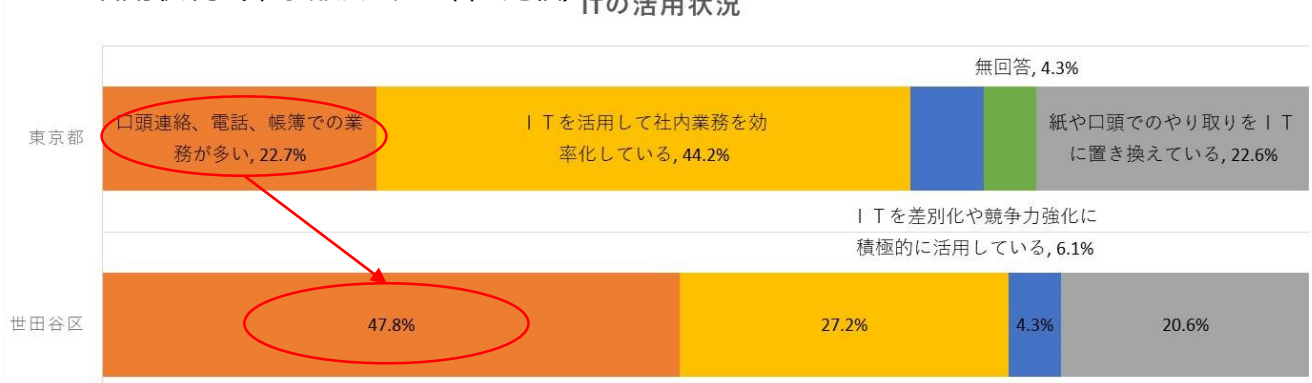 ITの活用状況
無回答, 4.3%
東京都
口頭連絡、電話、帳簿での業
務が多い, 22.7%
ＩＴを活用して社内業務を効
率化している, 44.2%
紙や口頭でのやり取りをＩＴ
に置き換えている, 22.6%
ＩＴを差別化や競争力強化に
積極的に活用している, 6.1%
世田谷区
47.8%
27.2%
4.3%
20.6%